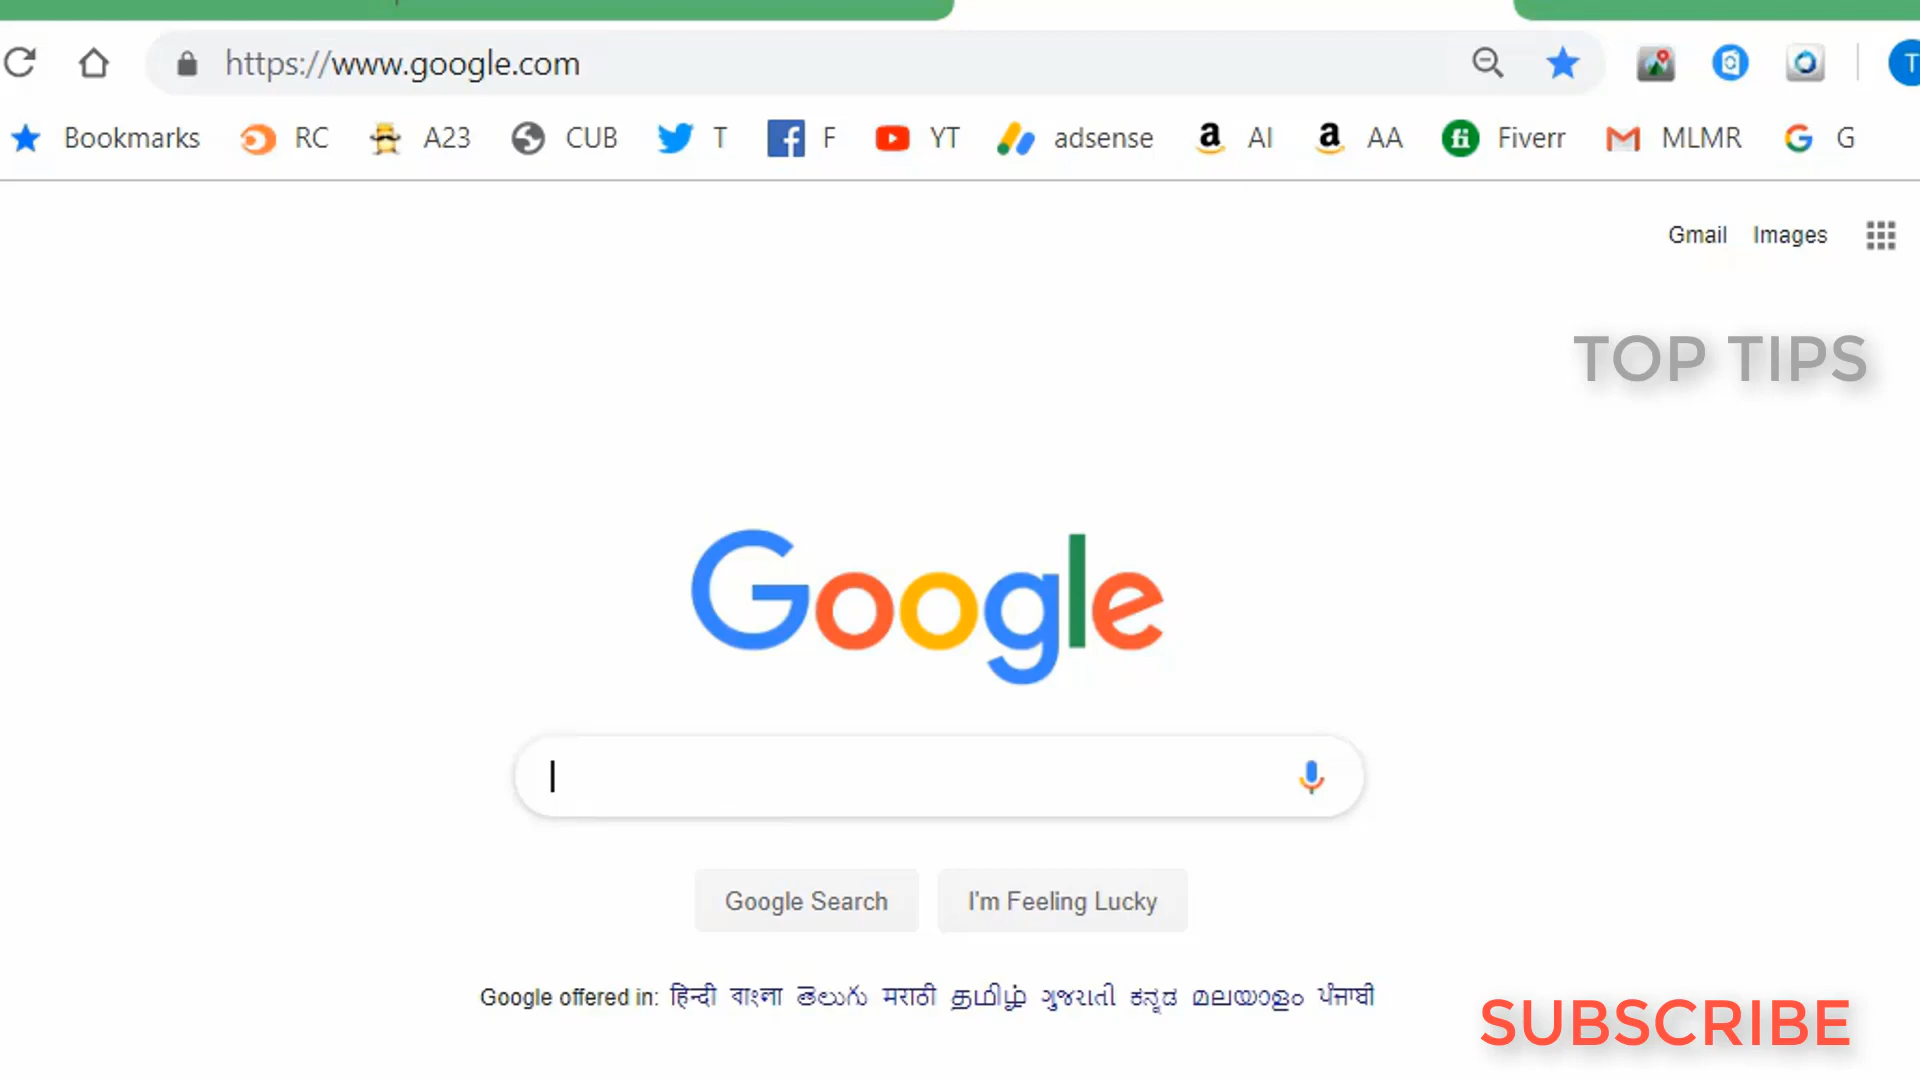 https://www.google.com
T
Bookmarks RC A23 CUB T F YT adsense AI AA Fiverr MLMR G
Gmail Images
TOP TIPS
Google
Google Search I'm Feeling Lucky
Google offered in: हिन्दी বাংলা తెలుగు मराठी தமிழ் ગુજરાતી ಕನ್ನಡ മലയാളം ਪੰਜਾਬੀ
SUBSCRIBE